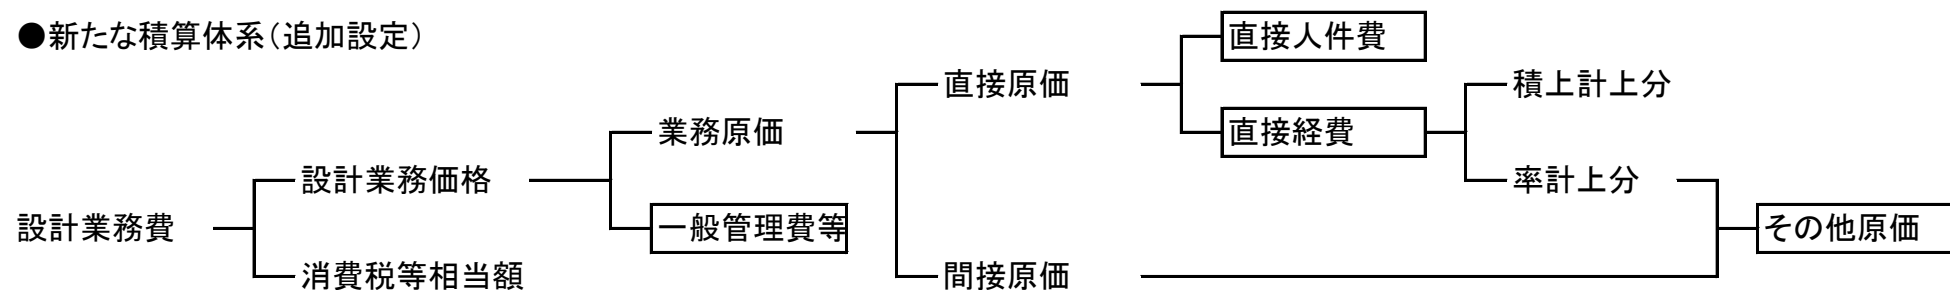 ●新たな積算体系（追加設定）
直接人件費
直接原価
積上計上分
業務原価
直接経費
設計業務価格
率計上分
設計業務費
一般管理費等
その他原価
消費税等相当額
間接原価